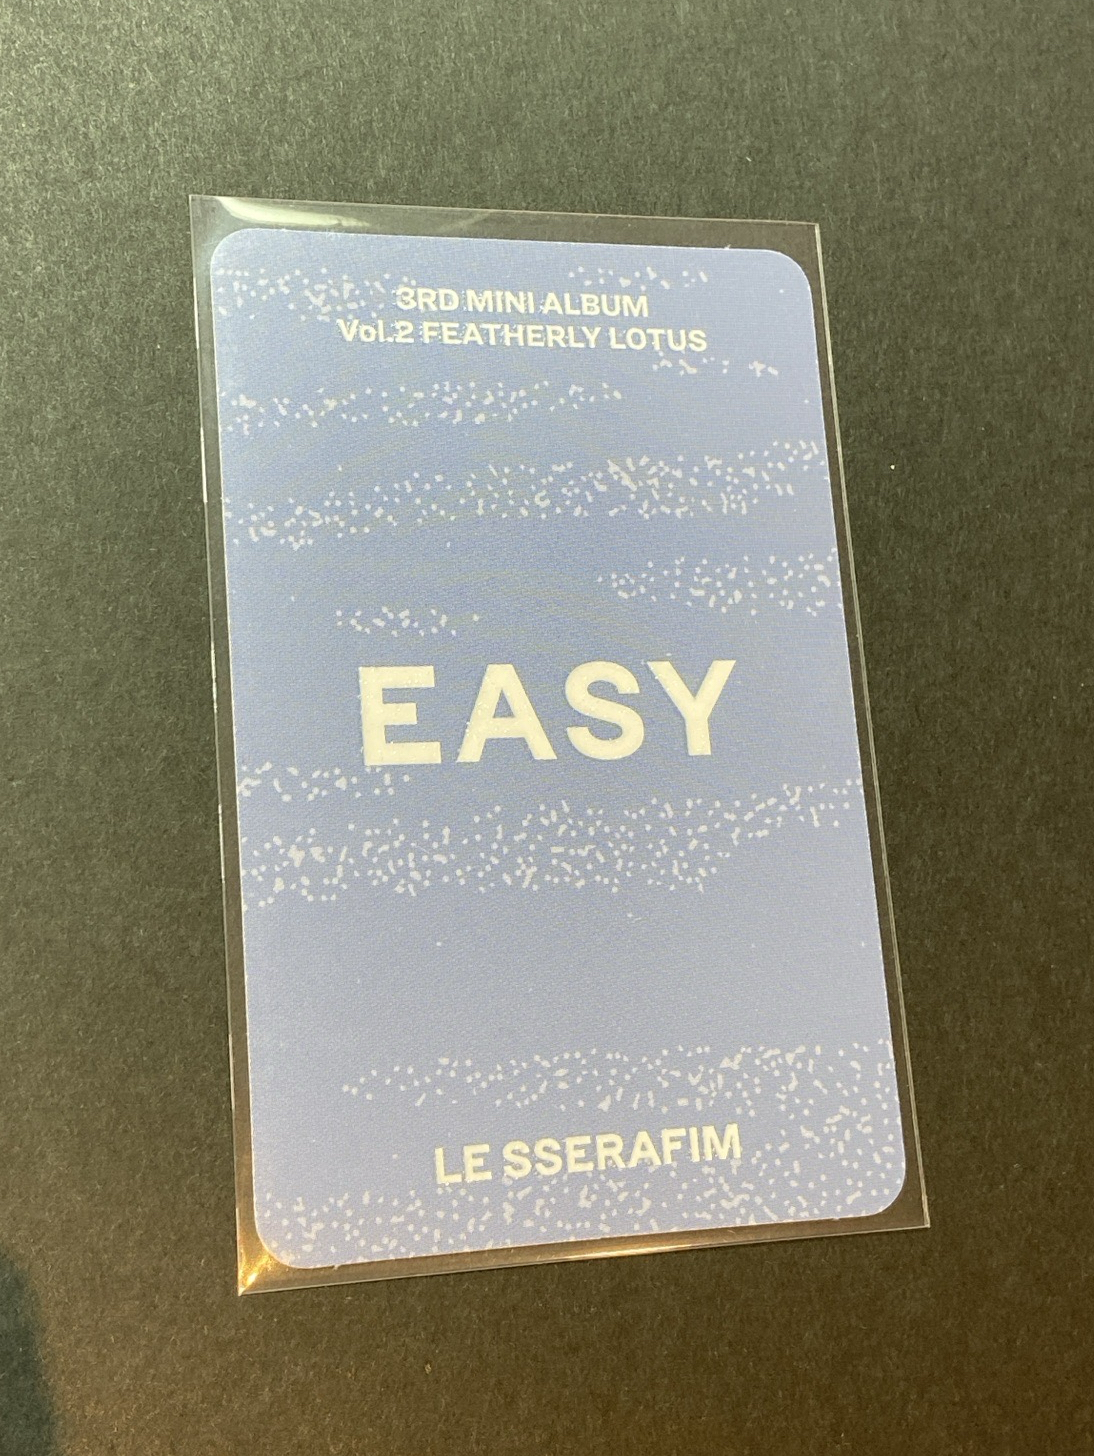 3RD MINI ALBUM
Vol.2 FEATHERLY LOTUS
EASY
LE SSERAFIM